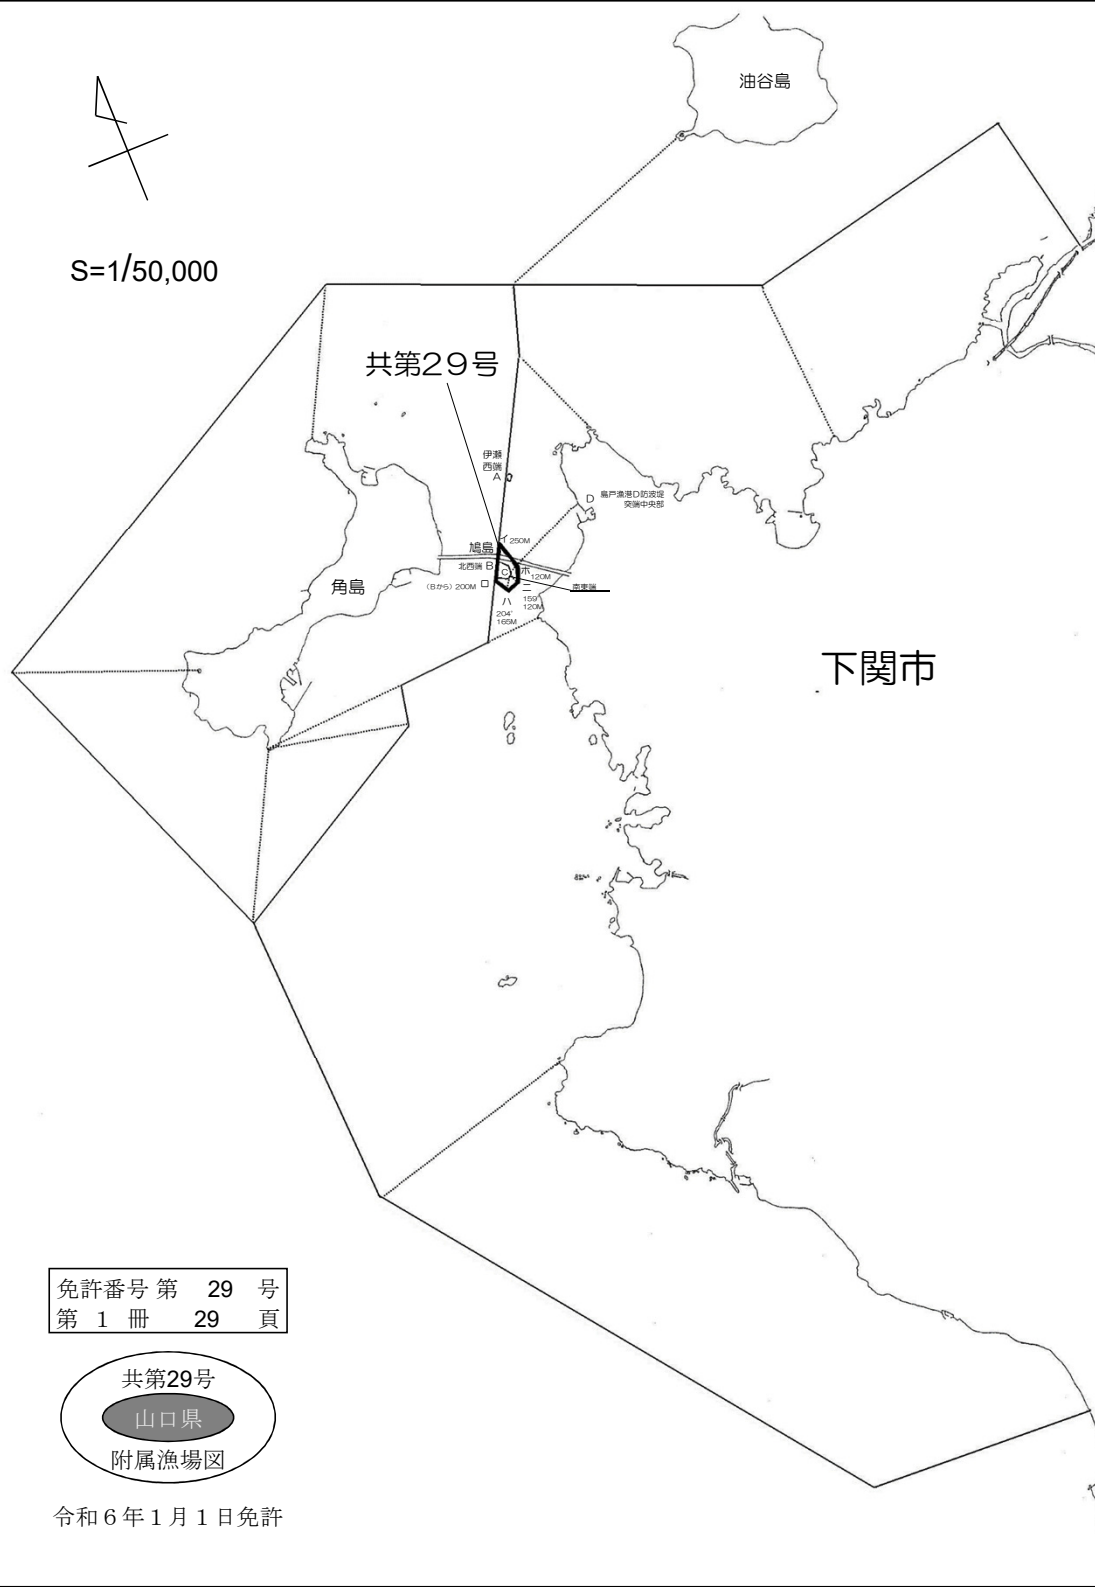 油谷島
S=1/50,000
共第29号
伊瀬
西端
A
D
島戸漁港D防波堤
突端中央部
イ 250M
鳩島
北西端 B
C
ホ
120M
角島
(Bから) 200M ロ
ニ
南東端
ハ
159°
120M
204°
165M
下関市
免許番号 第 29 号
第 1 冊 29 頁
共第29号
山口県
附属漁場図
令和6年1月1日免許